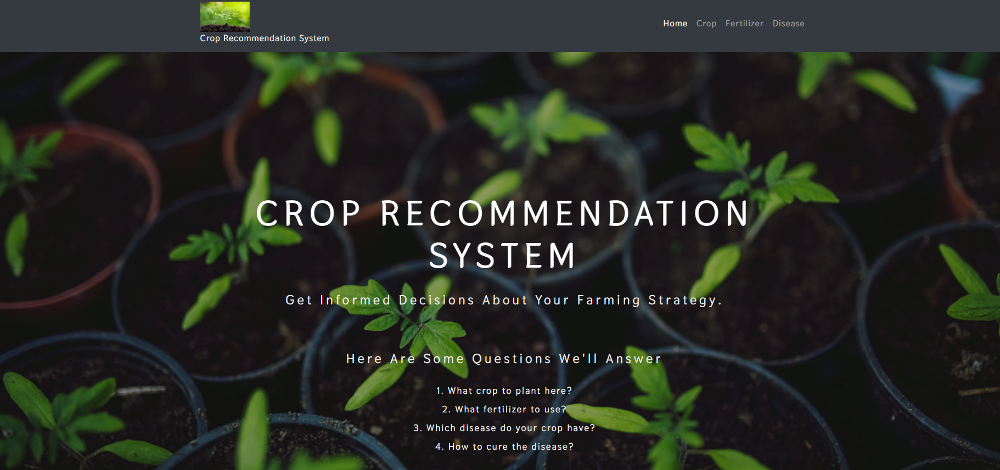 Crop Recommendation System
Home Crop Fertilizer Disease
CROP RECOMMENDATION
SYSTEM
Get Informed Decisions About Your Farming Strategy.
Here Are Some Questions We'll Answer
1. What crop to plant here?
2. What fertilizer to use?
3. Which disease do your crop have?
4. How to cure the disease?